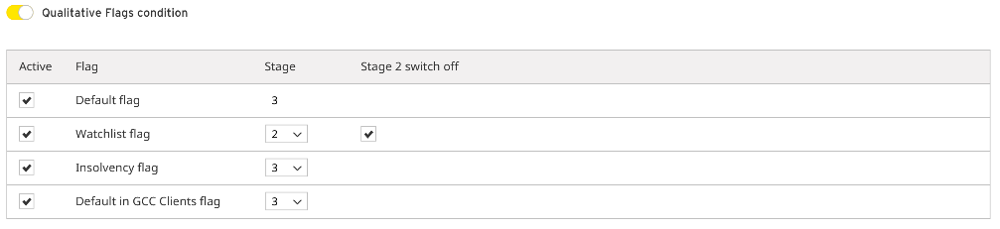 Qualitative Flags condition
Active Flag Stage Stage 2 switch off
Default flag 3
Watchlist flag 2
Insolvency flag 3
Default in GCC Clients flag 3